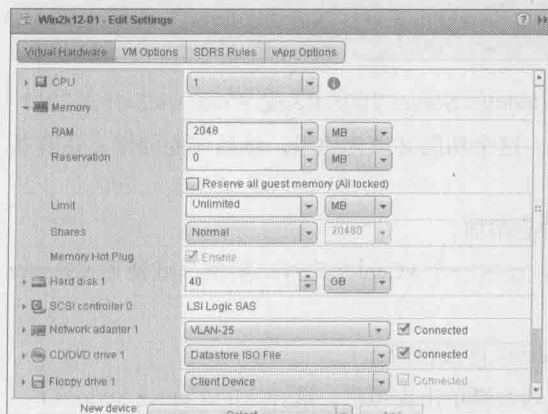 Win2k12-01 - Edit Settings
Virtual Hardware VM Options SDRS Rules vApp Options
CPU 1
Memory
RAM 2048 MB
Reservation 0 MB
Reserve all guest memory (All locked)
Limit Unlimited MB
Shares Normal 20480
Memory Hot Plug Enable
Hard disk 1 40 GB
SCSI controller 0 LSI Logic SAS
Network adapter 1 VLAN-25 Connected
CD/DVD drive 1 Datastore ISO File Connected
Floppy drive 1 Client Device Connected
New device: Select